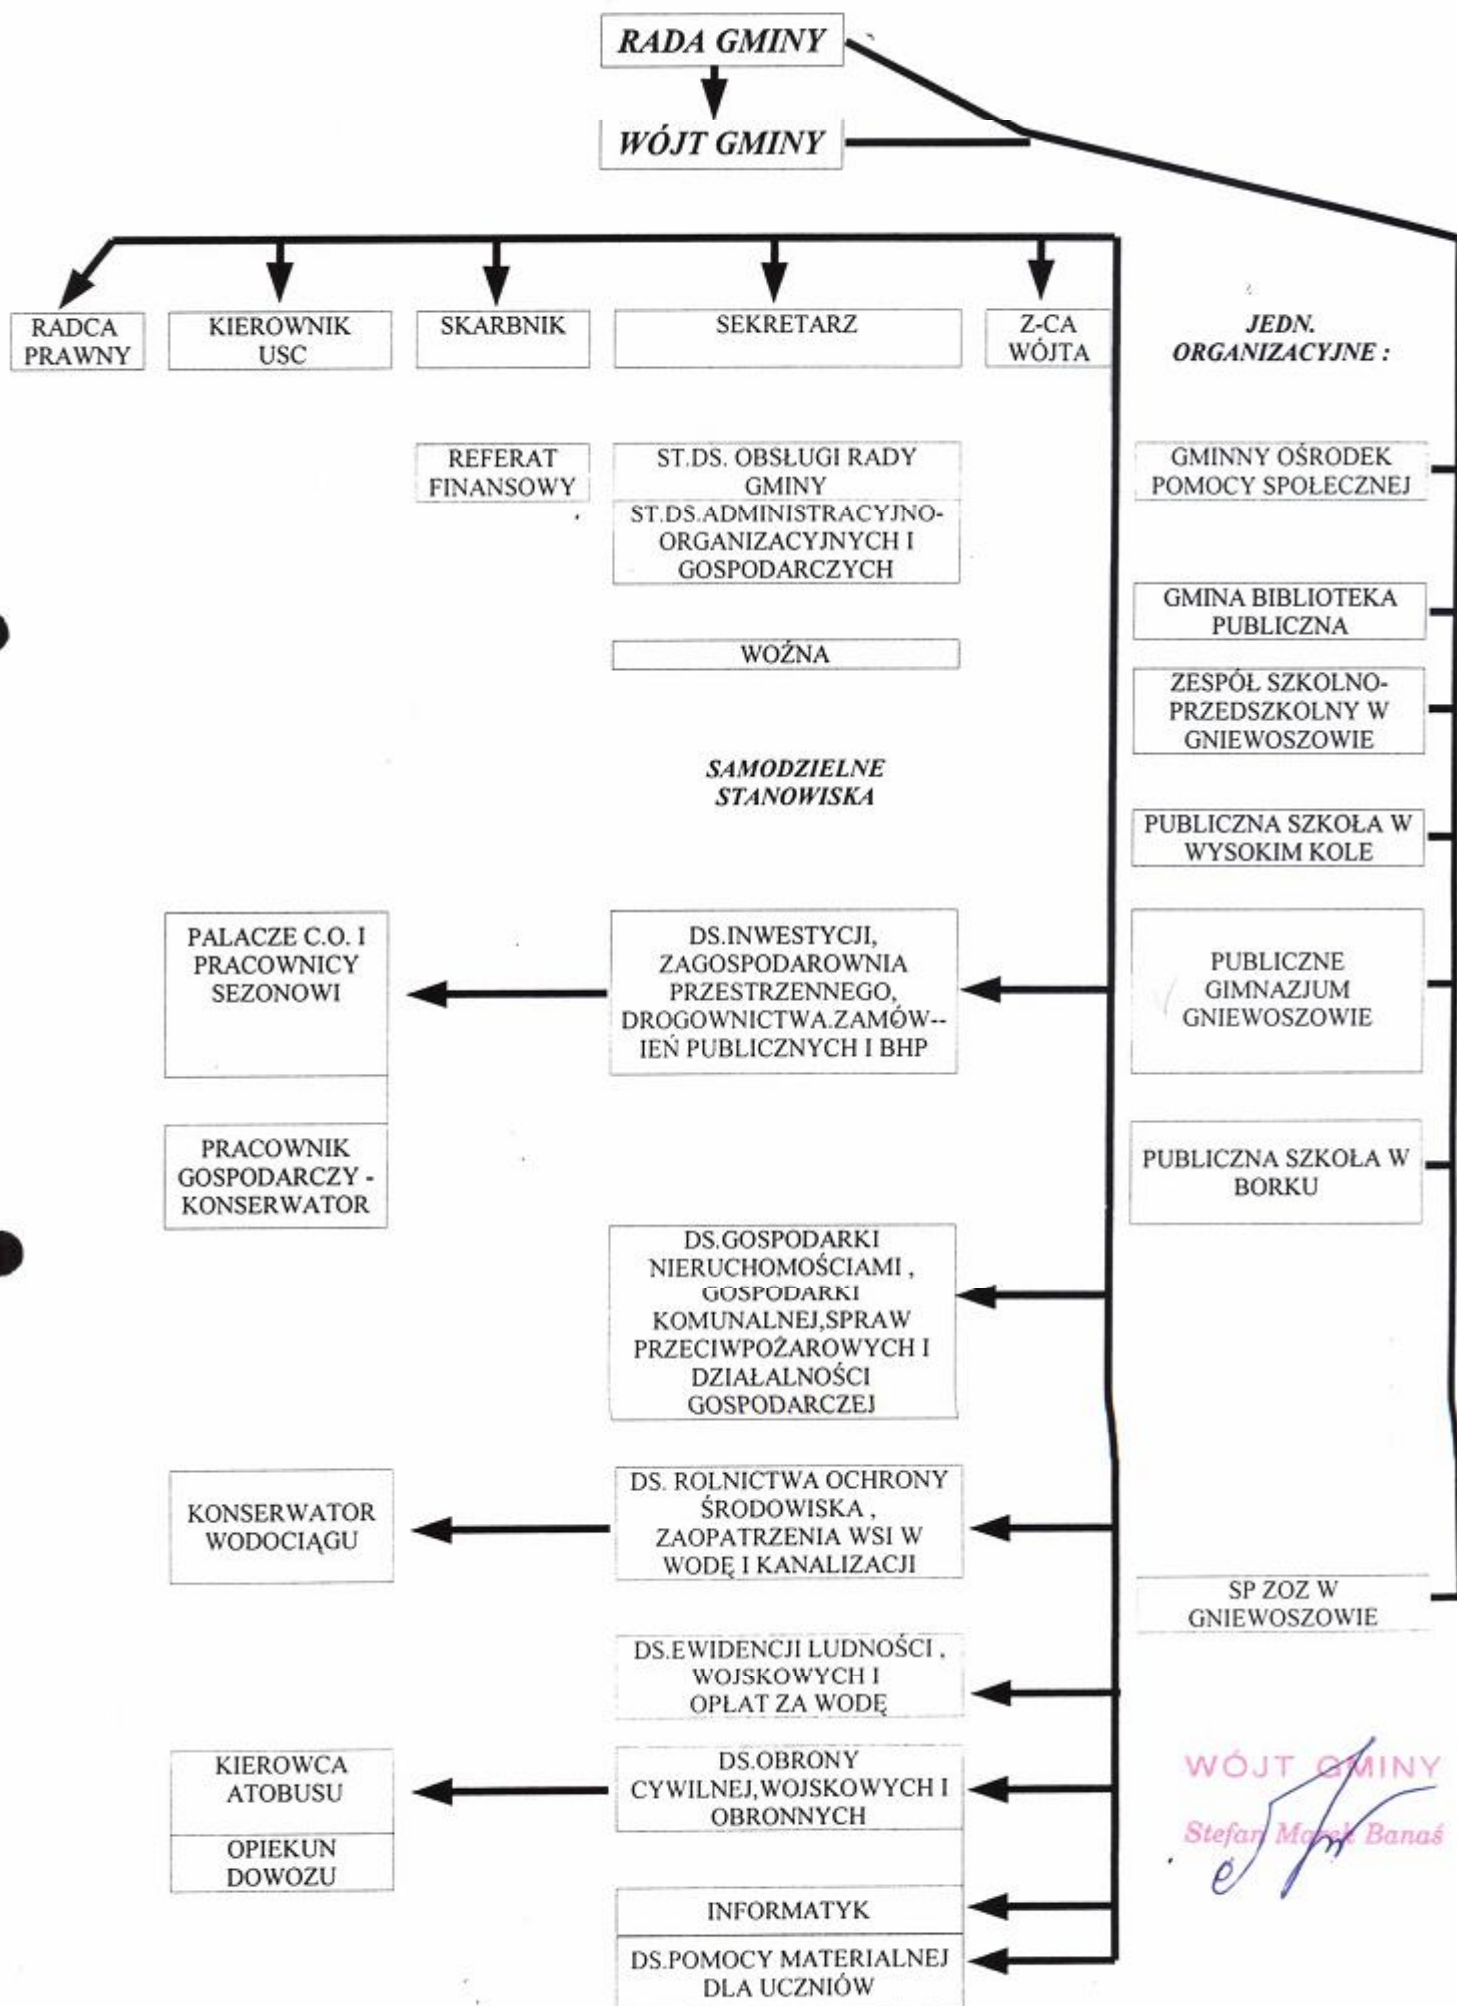 RADA GMINY
WÓJT GMINY
RADCA
PRAWNY
KIEROWNIK
USC
SKARBNIK
SEKRETARZ
Z-CA
WÓJTA
JEDN.
ORGANIZACYJNE :
REFERAT
FINANSOWY
ST.DS. OBSŁUGI RADY
GMINY
ST.DS.ADMINISTRACYJNO-
ORGANIZACYJNYCH I
GOSPODARCZYCH
WOŹNA
GMINNY OŚRODEK
POMOCY SPOŁECZNEJ
GMINA BIBLIOTEKA
PUBLICZNA
ZESPÓŁ SZKOLNO-
PRZEDSZKOLNY W
GNIEWOSZOWIE
SAMODZIELNE
STANOWISKA
PUBLICZNA SZKOŁA W
WYSOKIM KOLE
PALACZE C.O. I
PRACOWNICY
SEZONOWI
DS.INWESTYCJI,
ZAGOSPODAROWNIA
PRZESTRZENNEGO,
DROGOWNICTWA.ZAMÓW--
IEŃ PUBLICZNYCH I BHP
PUBLICZNE
GIMNAZJUM
GNIEWOSZOWIE
PRACOWNIK
GOSPODARCZY -
KONSERWATOR
PUBLICZNA SZKOŁA W
BORKU
DS.GOSPODARKI
NIERUCHOMOŚCIAMI ,
GOSPODARKI
KOMUNALNEJ,SPRAW
PRZECIWPOŻAROWYCH I
DZIAŁALNOŚCI
GOSPODARCZEJ
KONSERWATOR
WODOCIĄGU
DS. ROLNICTWA OCHRONY
ŚRODOWISKA ,
ZAOPATRZENIA WSI W
WODĘ I KANALIZACJI
SP ZOZ W
GNIEWOSZOWIE
DS.EWIDENCJI LUDNOŚCI ,
WOJSKOWYCH I
OPŁAT ZA WODĘ
KIEROWCA
ATOBUSU
OPIEKUN
DOWOZU
DS.OBRONY
CYWILNEJ,WOJSKOWYCH I
OBRONNYCH
INFORMATYK
DS.POMOCY MATERIALNEJ
DLA UCZNIÓW
WÓJT GMINY
Stefan Marek Banaś